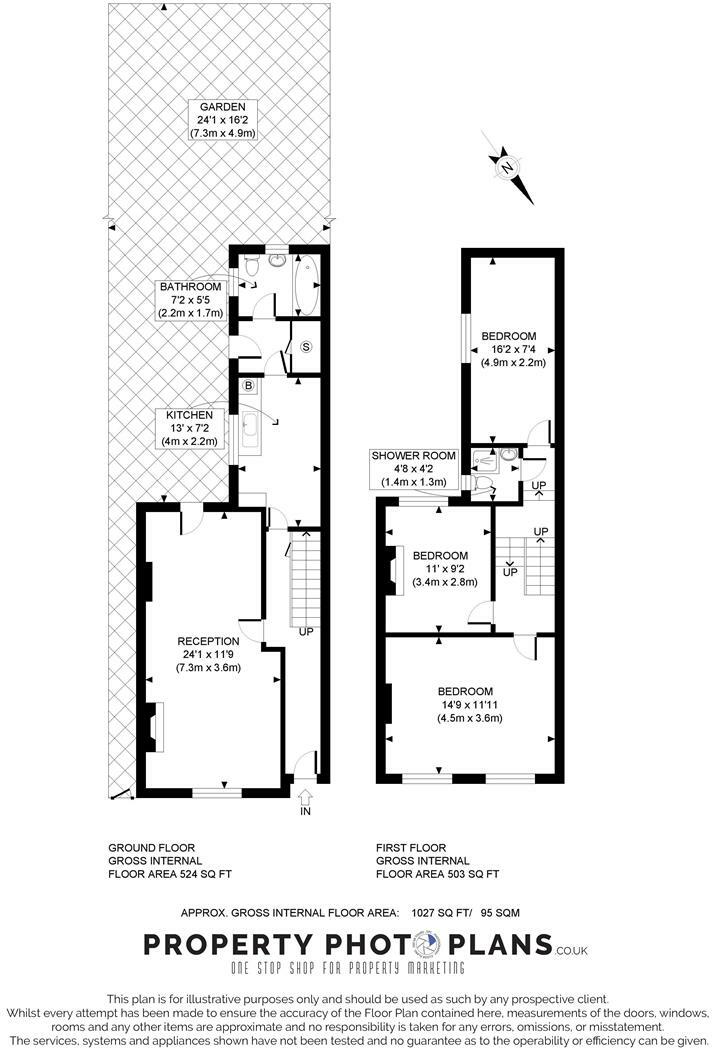 GARDEN
24'1 x 16'2
(7.3m x 4.9m)
N
BATHROOM
7'2 x 5'5
(2.2m x 1.7m)
S
B
KITCHEN
13' x 7'2
(4m x 2.2m)
UP
RECEPTION
24'1 x 11'9
(7.3m x 3.6m)
IN
BEDROOM
16'2 x 7'4
(4.9m x 2.2m)
SHOWER ROOM
4'8 x 4'2
(1.4m x 1.3m)
UP
UP
UP
BEDROOM
11' x 9'2
(3.4m x 2.8m)
BEDROOM
14'9 x 11'11
(4.5m x 3.6m)
GROUND FLOOR
GROSS INTERNAL
FLOOR AREA 524 SQ FT
FIRST FLOOR
GROSS INTERNAL
FLOOR AREA 503 SQ FT
APPROX. GROSS INTERNAL FLOOR AREA: 1027 SQ FT/ 95 SQM
PROPERTY PHOTO PLANS.CO.UK
ONE STOP SHOP FOR PROPERTY MARKETING
This plan is for illustrative purposes only and should be used as such by any prospective client.
Whilst every attempt has been made to ensure the accuracy of the Floor Plan contained here, measurements of the doors, windows,
rooms and any other items are approximate and no responsibility is taken for any errors, omissions, or misstatement.
The services, systems and appliances shown have not been tested and no guarantee as to the operability or efficiency can be given.